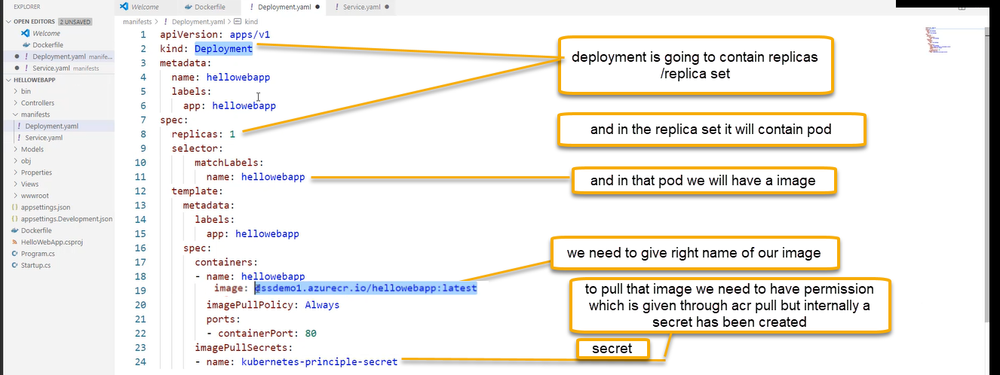 EXPLORER
OPEN EDITORS 2 UNSAVED
Welcome
Dockerfile
Deployment.yaml manife...
Service.yaml manifests
HELLOWEBAPP
bin
Controllers
manifests
Deployment.yaml
Service.yaml
Models
obj
Properties
Views
wwwroot
appsettings.json
appsettings.Development.json
Dockerfile
HelloWebApp.csproj
Program.cs
Startup.cs
Welcome Dockerfile Deployment.yaml Service.yaml
manifests > Deployment.yaml > kind
1 apiVersion: apps/v1
2 kind: Deployment
3 metadata:
4 name: hellowebapp
5 labels:
6 app: hellowebapp
7 spec:
8 replicas: 1
9 selector:
10 matchLabels:
11 name: hellowebapp
12 template:
13 metadata:
14 labels:
15 app: hellowebapp
16 spec:
17 containers:
18 - name: hellowebapp
19 image: dssdemo1.azurecr.io/hellowebapp:latest
20 imagePullPolicy: Always
21 ports:
22 - containerPort: 80
23 imagePullSecrets:
24 - name: kubernetes-principle-secret
deployment is going to contain replicas
/replica set
and in the replica set it will contain pod
and in that pod we will have a image
we need to give right name of our image
to pull that image we need to have permission
which is given through acr pull but internally a
secret has been created
secret